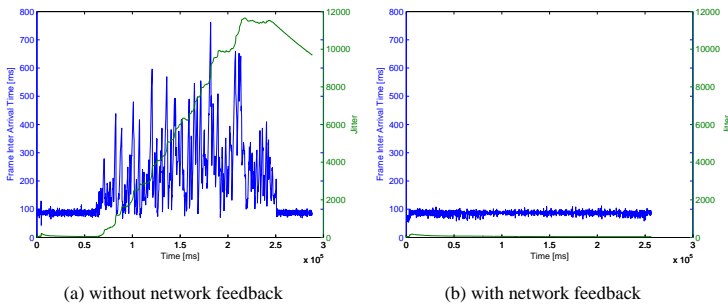 800
700
600
500
400
300
200
100
0
Frame Inter Arrival Time [ms]
12000
10000
8000
6000
4000
2000
0
Jitter
0 0.5 1 1.5 2 2.5 3
Time [ms]
x 10^5
(a) without network feedback
800
700
600
500
400
300
200
100
0
Frame Inter Arrival Time [ms]
12000
10000
8000
6000
4000
2000
0
Jitter
0 0.5 1 1.5 2 2.5 3
Time [ms]
x 10^5
(b) with network feedback